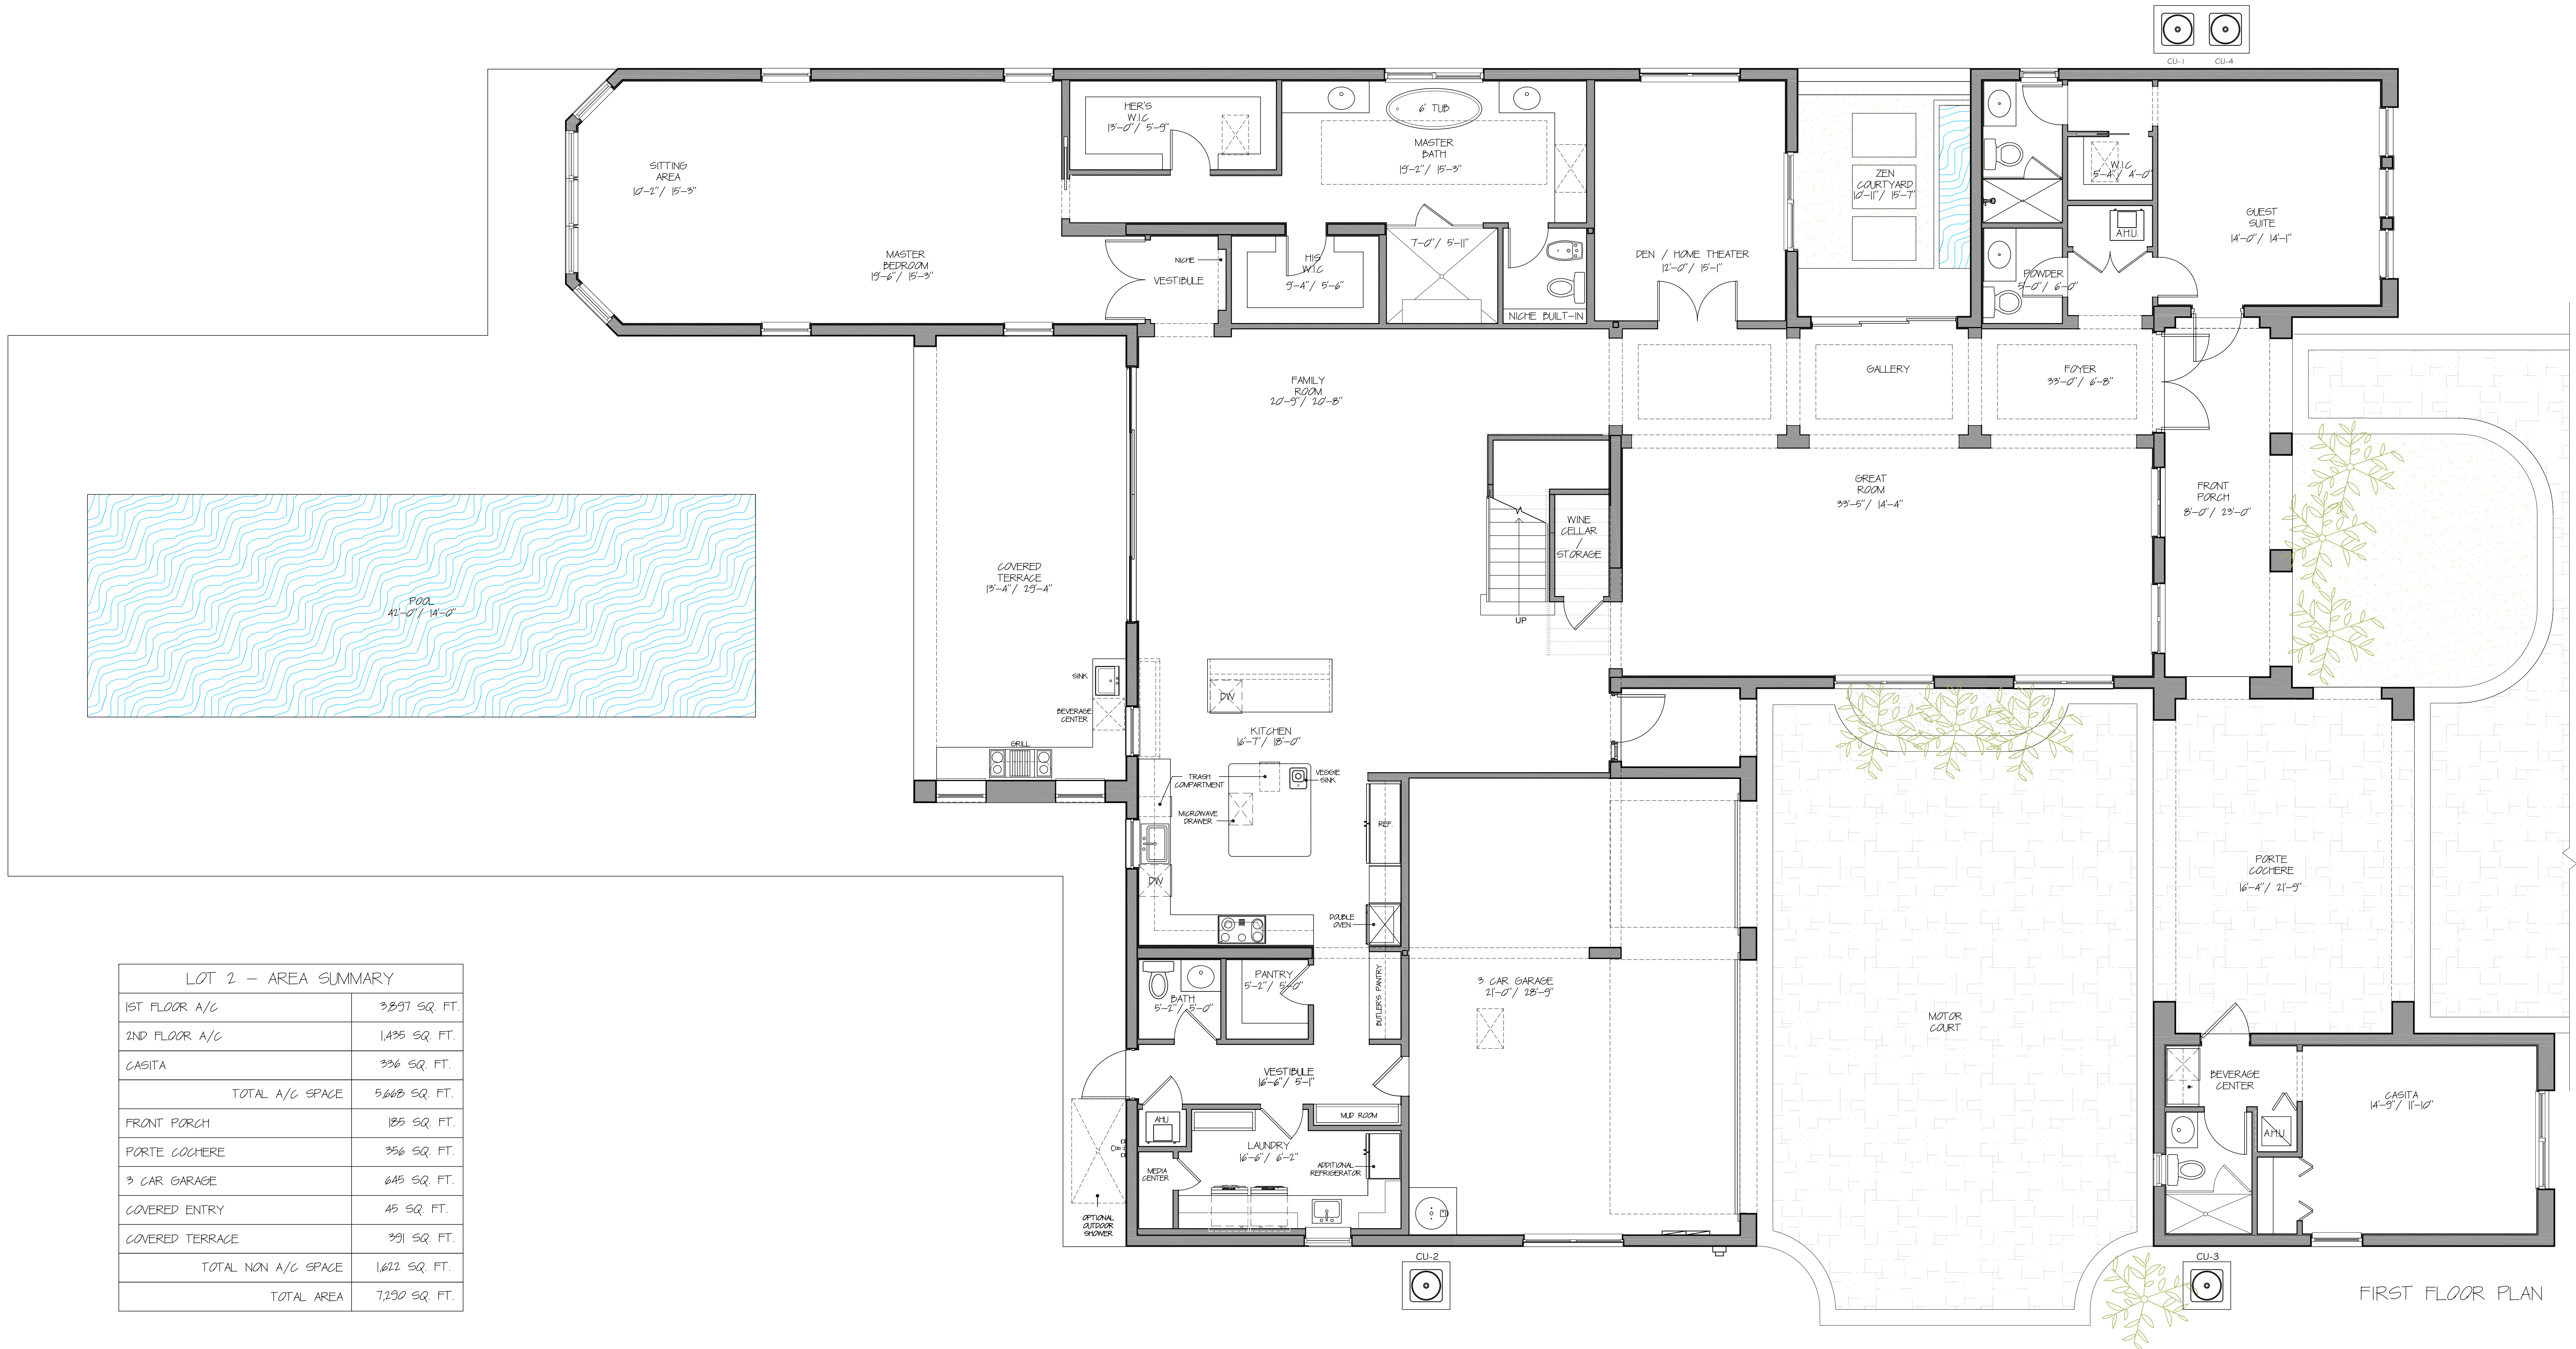 CU-1 CU-4
HER'S
W.I.C
13'-0"/ 5'-9"
6' TUB
MASTER
BATH
19'-2"/ 15'-3"
SITTING
AREA
10'-2"/ 15'-3"
ZEN
COURTYARD
10'-11"/ 15'-7"
W.I.C
5'-4"/ 4'-0"
GUEST
SUITE
14'-0"/ 14'-1"
A.H.U.
MASTER
BEDROOM
19'-6"/ 15'-3"
NICHE
VESTIBULE
HIS
W.I.C
9'-4"/ 5'-6"
7'-0"/ 5'-11"
NICHE BUILT-IN
DEN / HOME THEATER
12'-0"/ 15'-1"
POWDER
5'-0"/ 6'-0"
FAMILY
ROOM
20'-9"/ 20'-8"
GALLERY
FOYER
33'-0"/ 6'-8"
GREAT
ROOM
33'-5"/ 14'-4"
FRONT
PORCH
8'-0"/ 23'-0"
WINE
CELLAR
/
STORAGE
UP
COVERED
TERRACE
13'-4"/ 29'-4"
POOL
42'-0"/ 14'-0"
SINK
BEVERAGE
CENTER
GRILL
DW
KITCHEN
16'-7"/ 18'-0"
TRASH
COMPARTMENT
VEGGIE
SINK
MICROWAVE
DRAWER
REF.
DW
DOUBLE
OVEN
PORTE
COCHERE
16'-4"/ 21'-9"
BATH
5'-2"/ 5'-0"
PANTRY
5'-2"/ 5'-0"
BUTLER'S PANTRY
3 CAR GARAGE
21'-0"/ 28'-9"
MOTOR
COURT
VESTIBULE
16'-6"/ 5'-1"
MUD ROOM
AHU
LAUNDRY
16'-6"/ 6'-2"
MEDIA
CENTER
ADDITIONAL
REFRIGERATOR
OPTIONAL
OUTDOOR
SHOWER
BEVERAGE
CENTER
CASITA
14'-9"/ 11'-10"
A.H.U.
CU-2
CU-3
LOT 2 - AREA SUMMARY
1ST FLOOR A/C 3,897 SQ. FT.
2ND FLOOR A/C 1,435 SQ. FT.
CASITA 336 SQ. FT.
TOTAL A/C SPACE 5,668 SQ. FT.
FRONT PORCH 185 SQ. FT.
PORTE COCHERE 356 SQ. FT.
3 CAR GARAGE 645 SQ. FT.
COVERED ENTRY 45 SQ. FT.
COVERED TERRACE 391 SQ. FT.
TOTAL NON A/C SPACE 1,622 SQ. FT.
TOTAL AREA 7,290 SQ. FT.
FIRST FLOOR PLAN